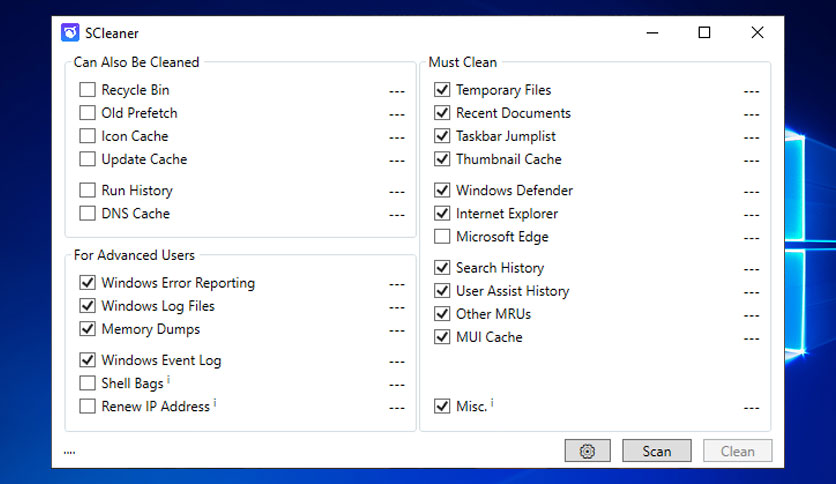 SCleaner
Can Also Be Cleaned
Recycle Bin ---
Old Prefetch ---
Icon Cache ---
Update Cache ---
Run History ---
DNS Cache ---
For Advanced Users
Windows Error Reporting ---
Windows Log Files ---
Memory Dumps ---
Windows Event Log ---
Shell Bags i ---
Renew IP Address i ---
Must Clean
Temporary Files ---
Recent Documents ---
Taskbar Jumplist ---
Thumbnail Cache ---
Windows Defender ---
Internet Explorer ---
Microsoft Edge ---
Search History ---
User Assist History ---
Other MRUs ---
MUI Cache ---
Misc. i ---
....
Scan
Clean